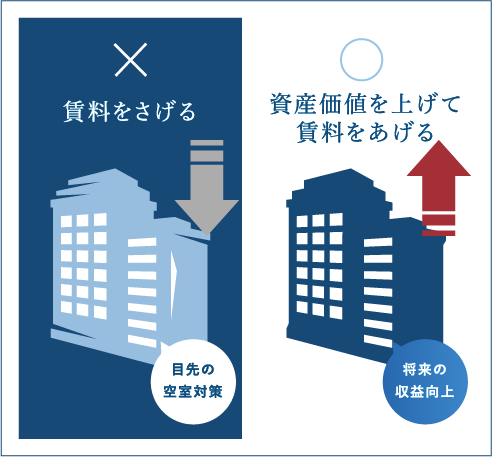 賃料をさげる
目先の
空室対策
資産価値を上げて
賃料をあげる
将来の
収益向上